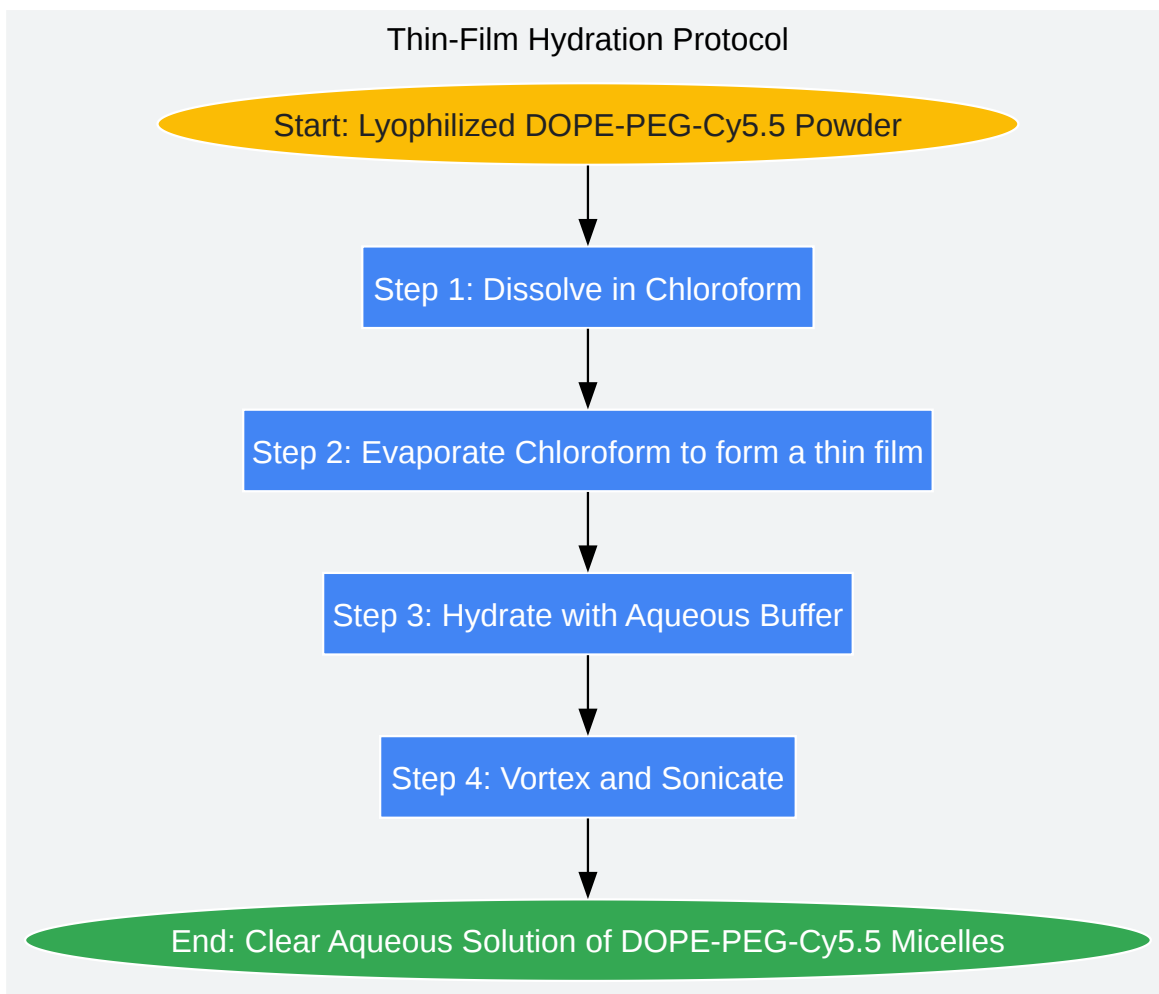 Thin-Film Hydration Protocol
Start: Lyophilized DOPE-PEG-Cy5.5 Powder
Step 1: Dissolve in Chloroform
Step 2: Evaporate Chloroform to form a thin film
Step 3: Hydrate with Aqueous Buffer
Step 4: Vortex and Sonicate
End: Clear Aqueous Solution of DOPE-PEG-Cy5.5 Micelles